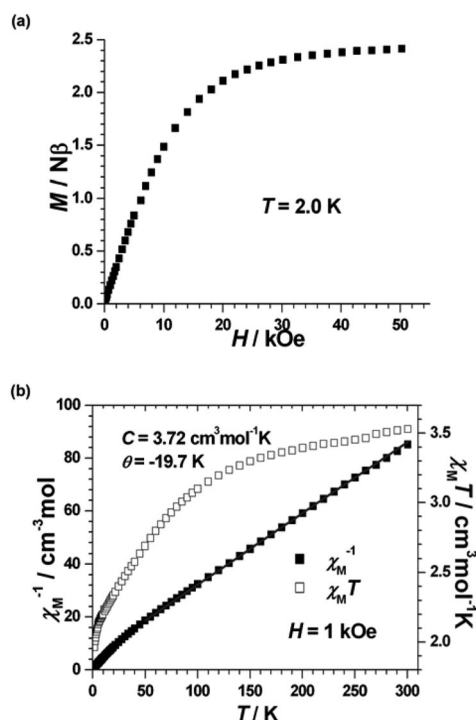 (a)
2.5
2.0
1.5
1.0
0.5
0.0
M / Nβ
T = 2.0 K
0 10 20 30 40 50
H / kOe
(b)
100
80
60
40
20
0
χM⁻¹ / cm⁻³mol
C = 3.72 cm³mol⁻¹K
θ = -19.7 K
χM⁻¹
χMT
H = 1 kOe
3.5
3.0
2.5
2.0
χMT / cm³mol⁻¹K
0 50 100 150 200 250 300
T / K